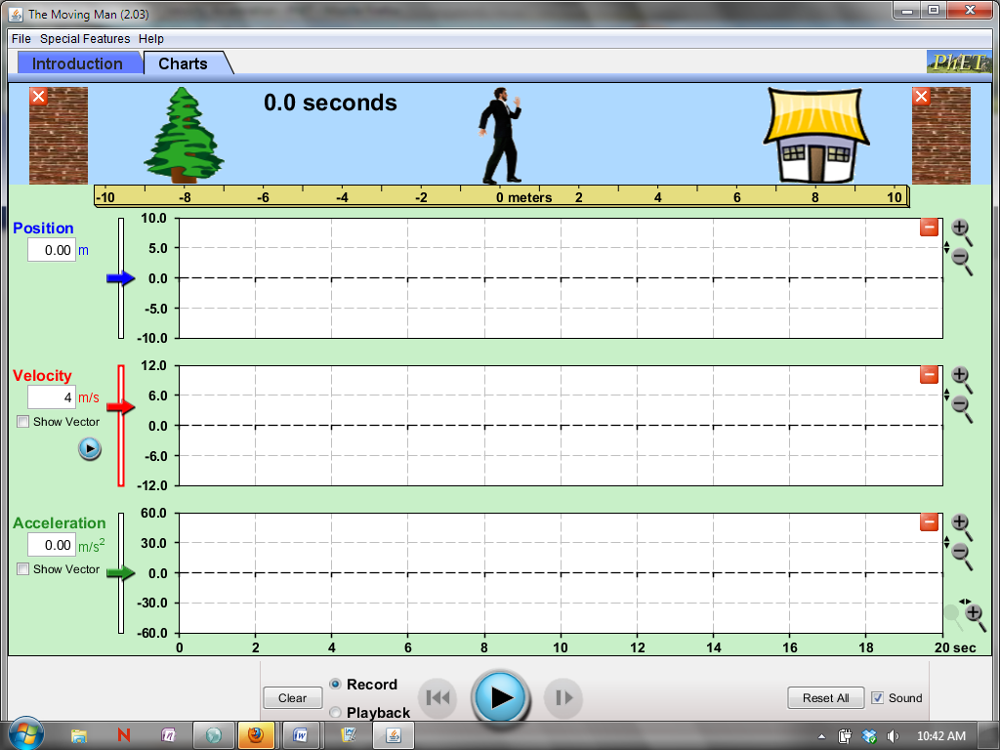 The Moving Man (2.03)
File Special Features Help
Introduction Charts PhET
0.0 seconds
-10 -8 -6 -4 -2 0 meters 2 4 6 8 10
Position
0.00 m
10.0
5.0
0.0
-5.0
-10.0
Velocity
4 m/s
Show Vector
12.0
6.0
0.0
-6.0
-12.0
Acceleration
0.00 m/s²
Show Vector
60.0
30.0
0.0
-30.0
-60.0
0 2 4 6 8 10 12 14 16 18 20 sec
Clear
Record
Playback
Reset All
Sound
10:42 AM